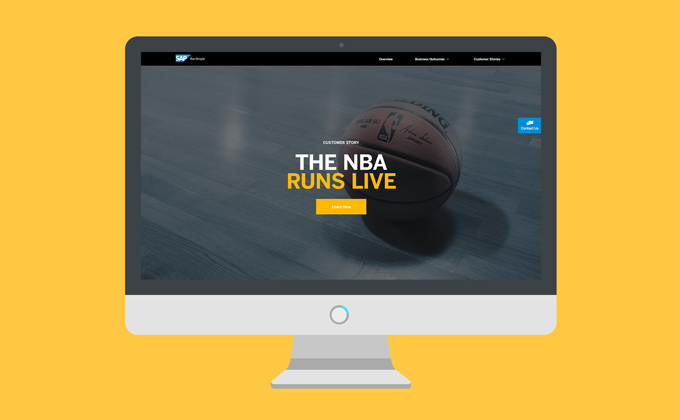 SAP Run Simple
Overview
Business Outcomes
Customer Stories
Contact Us
CUSTOMER STORY
THE NBA
RUNS LIVE
Learn How